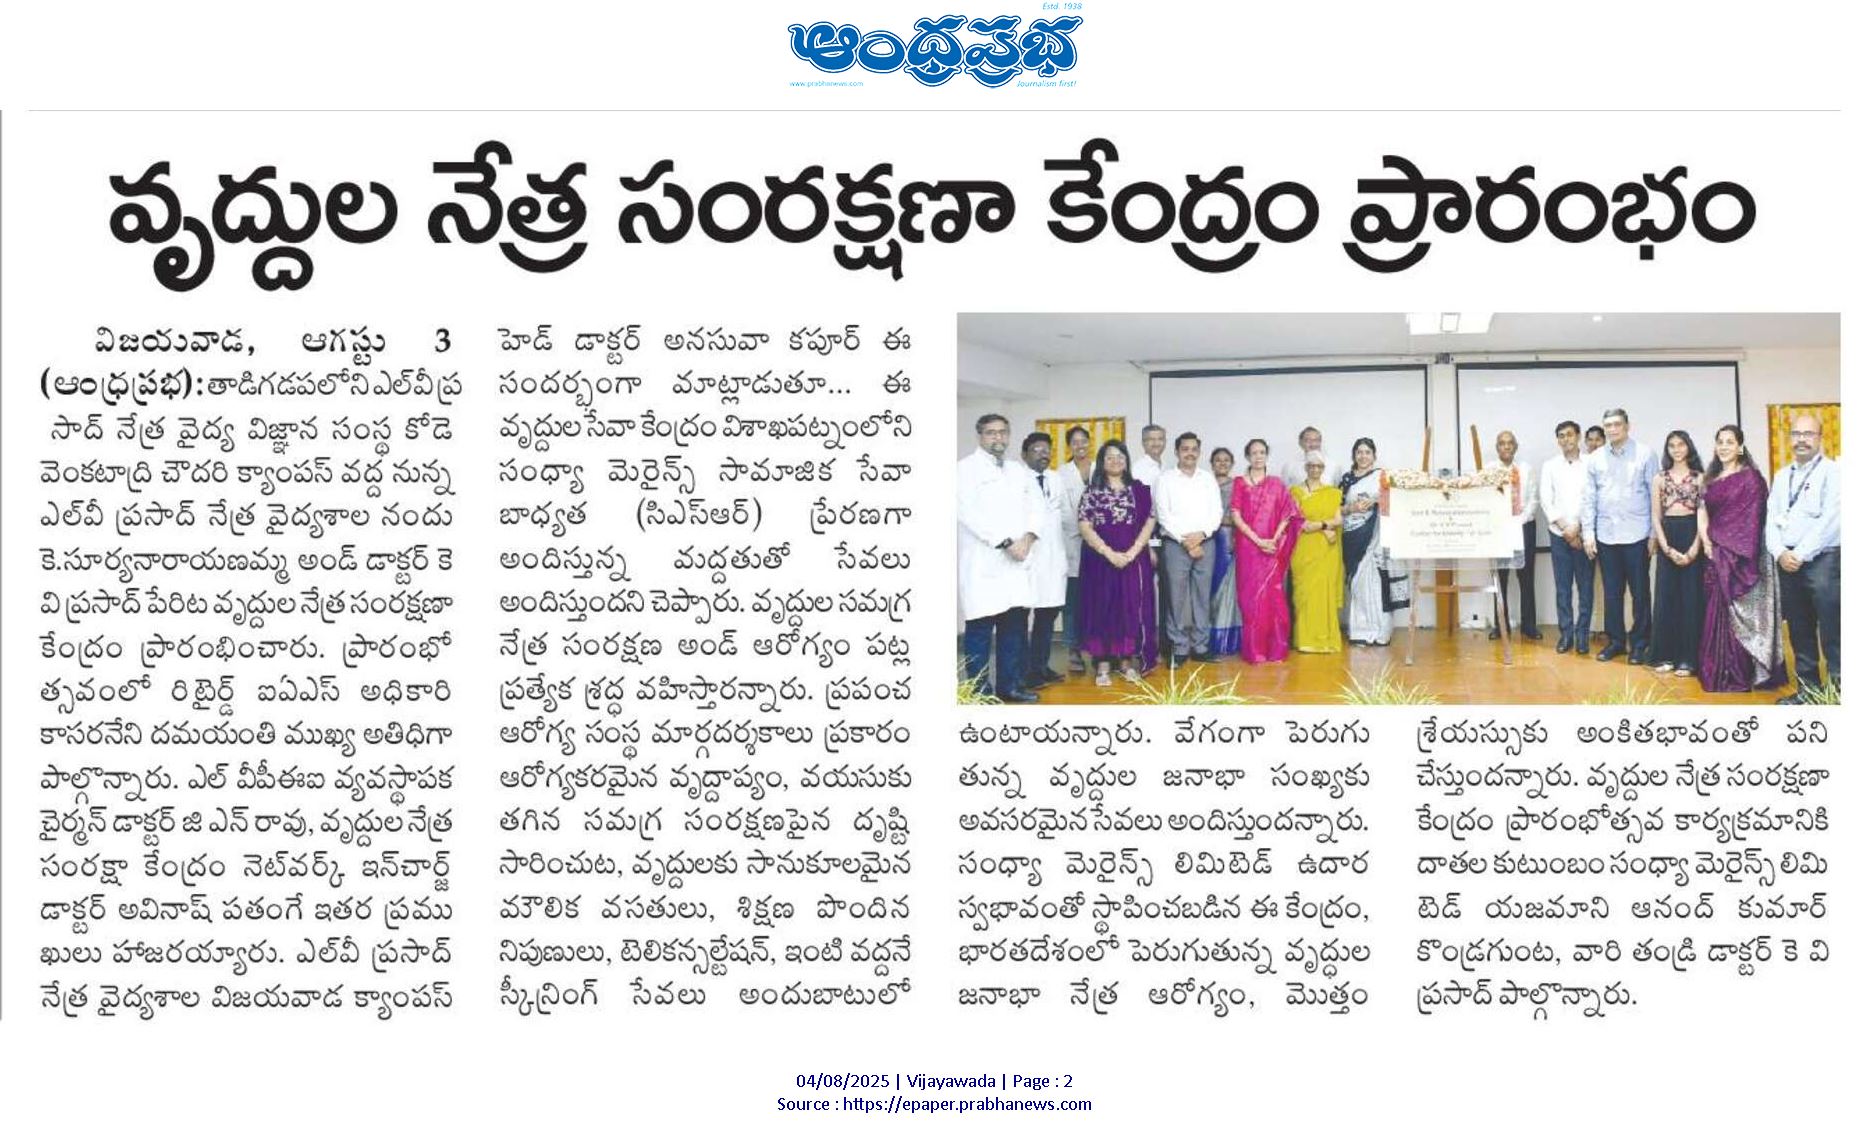 Estd. 1938
ఆంధ్రప్రభ
www.prabhanews.com
Journalism first!
వృద్ధుల నేత్ర సంరక్షణా కేంద్రం ప్రారంభం
విజయవాడ, ఆగస్టు 3
(ఆంధ్రప్రభ): తాడిగడపలోని ఎల్‌వీప్ర
సాద్ నేత్ర వైద్య విజ్ఞాన సంస్థ కోడె
వెంకటాద్రి చౌదరి క్యాంపస్ వద్ద నున్న
ఎల్‌వీ ప్రసాద్ నేత్ర వైద్యశాల నందు
కె.సూర్యనారాయణమ్మ అండ్ డాక్టర్ కె
వి ప్రసాద్ పేరిట వృద్ధుల నేత్ర సంరక్షణా
కేంద్రం ప్రారంభించారు. ప్రారంభో
త్సవంలో రిటైర్డ్ ఐఏఎస్ అధికారి
కాసరనేని దమయంతి ముఖ్య అతిధిగా
పాల్గొన్నారు. ఎల్ వీపీఈఐ వ్యవస్థాపక
చైర్మన్ డాక్టర్ జి ఎన్ రావు, వృద్ధుల నేత్ర
సంరక్షా కేంద్రం నెట్‌వర్క్ ఇన్‌చార్జ్
డాక్టర్ అవినాష్ పతంగే ఇతర ప్రము
ఖులు హాజరయ్యారు. ఎల్‌వీ ప్రసాద్
నేత్ర వైద్యశాల విజయవాడ క్యాంపస్
హెడ్ డాక్టర్ అనసువా కపూర్ ఈ
సందర్భంగా మాట్లాడుతూ... ఈ
వృద్ధుల సేవా కేంద్రం విశాఖపట్నంలోని
సంధ్యా మెరైన్స్ సామాజిక సేవా
బాధ్యత (సిఎస్ఆర్) ప్రేరణగా
అందిస్తున్న మద్దతుతో సేవలు
అందిస్తుందని చెప్పారు. వృద్ధుల సమగ్ర
నేత్ర సంరక్షణ అండ్ ఆరోగ్యం పట్ల
ప్రత్యేక శ్రద్ధ వహిస్తారన్నారు. ప్రపంచ
ఆరోగ్య సంస్థ మార్గదర్శకాలు ప్రకారం
ఆరోగ్యకరమైన వృద్దాప్యం, వయసుకు
తగిన సమగ్ర సంరక్షణపైన దృష్టి
సారించుట, వృద్ధులకు సానుకూలమైన
మౌలిక వసతులు, శిక్షణ పొందిన
నిపుణులు, టెలికన్సల్టేషన్, ఇంటి వద్దనే
స్క్రీనింగ్ సేవలు అందుబాటులో
ఉంటాయన్నారు. వేగంగా పెరుగు
తున్న వృద్ధుల జనాభా సంఖ్యకు
అవసరమైన సేవలు అందిస్తుందన్నారు.
సంధ్యా మెరైన్స్ లిమిటెడ్ ఉదార
స్వభావంతో స్థాపించబడిన ఈ కేంద్రం,
భారతదేశంలో పెరుగుతున్న వృద్ధుల
జనాభా నేత్ర ఆరోగ్యం, మొత్తం
శ్రేయస్సుకు అంకితభావంతో పని
చేస్తుందన్నారు. వృద్ధుల నేత్ర సంరక్షణా
కేంద్రం ప్రారంభోత్సవ కార్యక్రమానికి
దాతల కుటుంబం సంధ్యా మెరైన్స్ లిమి
టెడ్ యజమాని ఆనంద్ కుమార్
కొండ్రగుంట, వారి తండ్రి డాక్టర్ కె వి
ప్రసాద్ పాల్గొన్నారు.
04/08/2025 | Vijayawada | Page : 2
Source : https://epaper.prabhanews.com